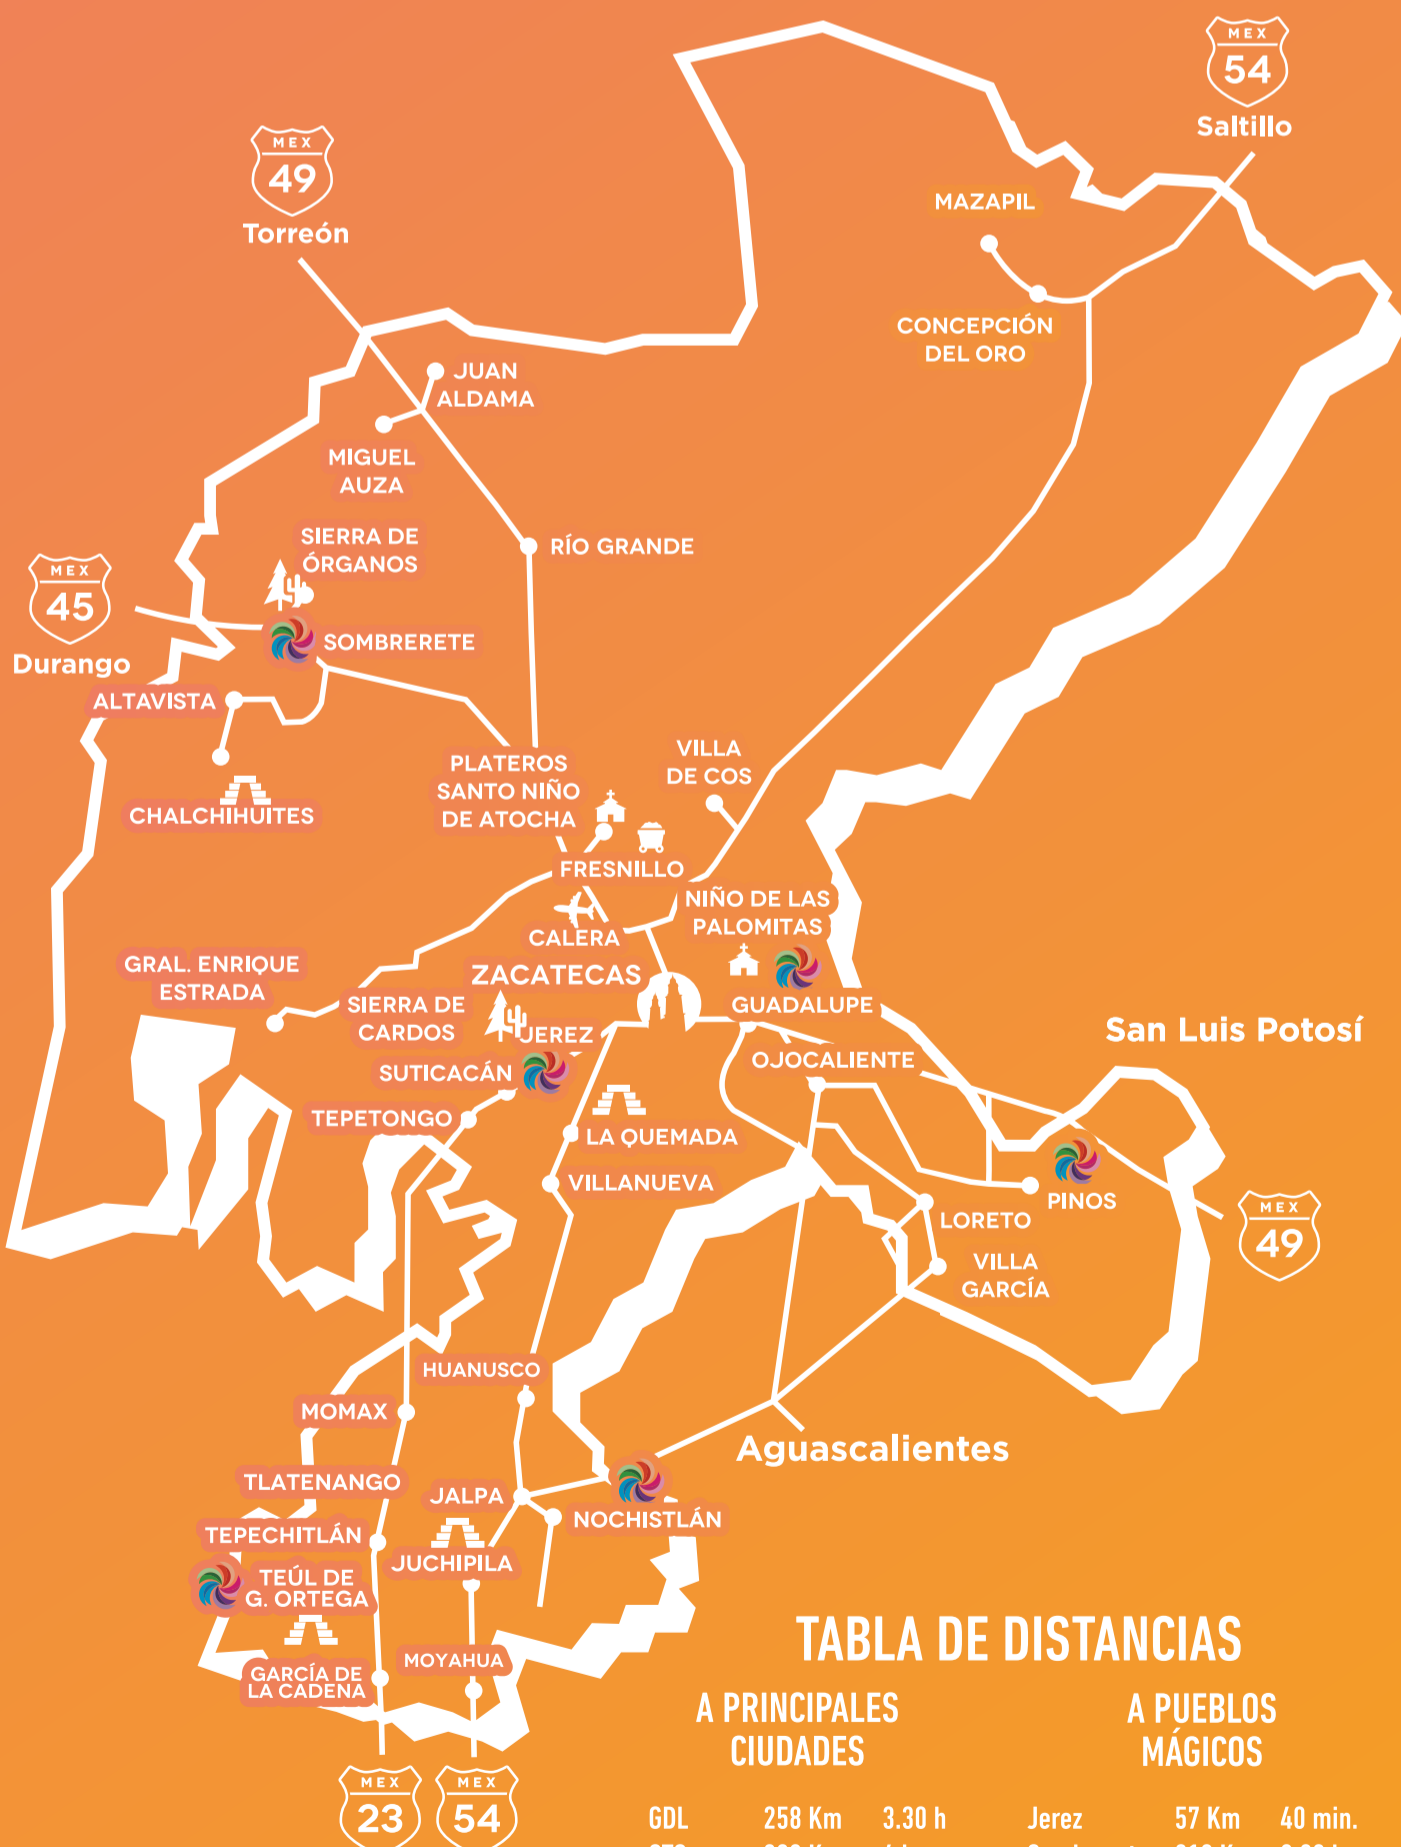 MEX
54
Saltillo
MEX
49
Torreón
MAZAPIL
CONCEPCIÓN
DEL ORO
JUAN
ALDAMA
MIGUEL
AUZA
SIERRA DE
ÓRGANOS
RÍO GRANDE
MEX
45
Durango
SOMBRERETE
ALTAVISTA
CHALCHIHUITES
PLATEROS
SANTO NIÑO
DE ATOCHA
VILLA
DE COS
FRESNILLO
NIÑO DE LAS
PALOMITAS
CALERA
ZACATECAS
GRAL. ENRIQUE
ESTRADA
SIERRA DE
CARDOS
JEREZ
GUADALUPE
San Luis Potosí
SUTICACÁN
OJOCALIENTE
TEPETONGO
LA QUEMADA
VILLANUEVA
PINOS
LORETO
MEX
49
VILLA
GARCÍA
HUANUSCO
MOMAX
Aguascalientes
TLATENANGO
JALPA
NOCHISTLÁN
TEPECHITLÁN
JUCHIPILA
TEÚL DE
G. ORTEGA
MOYAHUA
GARCÍA DE
LA CADENA
MEX
23
MEX
54
TABLA DE DISTANCIAS
A PRINCIPALES
CIUDADES
GDL 258 Km 3.30 h
A PUEBLOS
MÁGICOS
Jerez 57 Km 40 min.